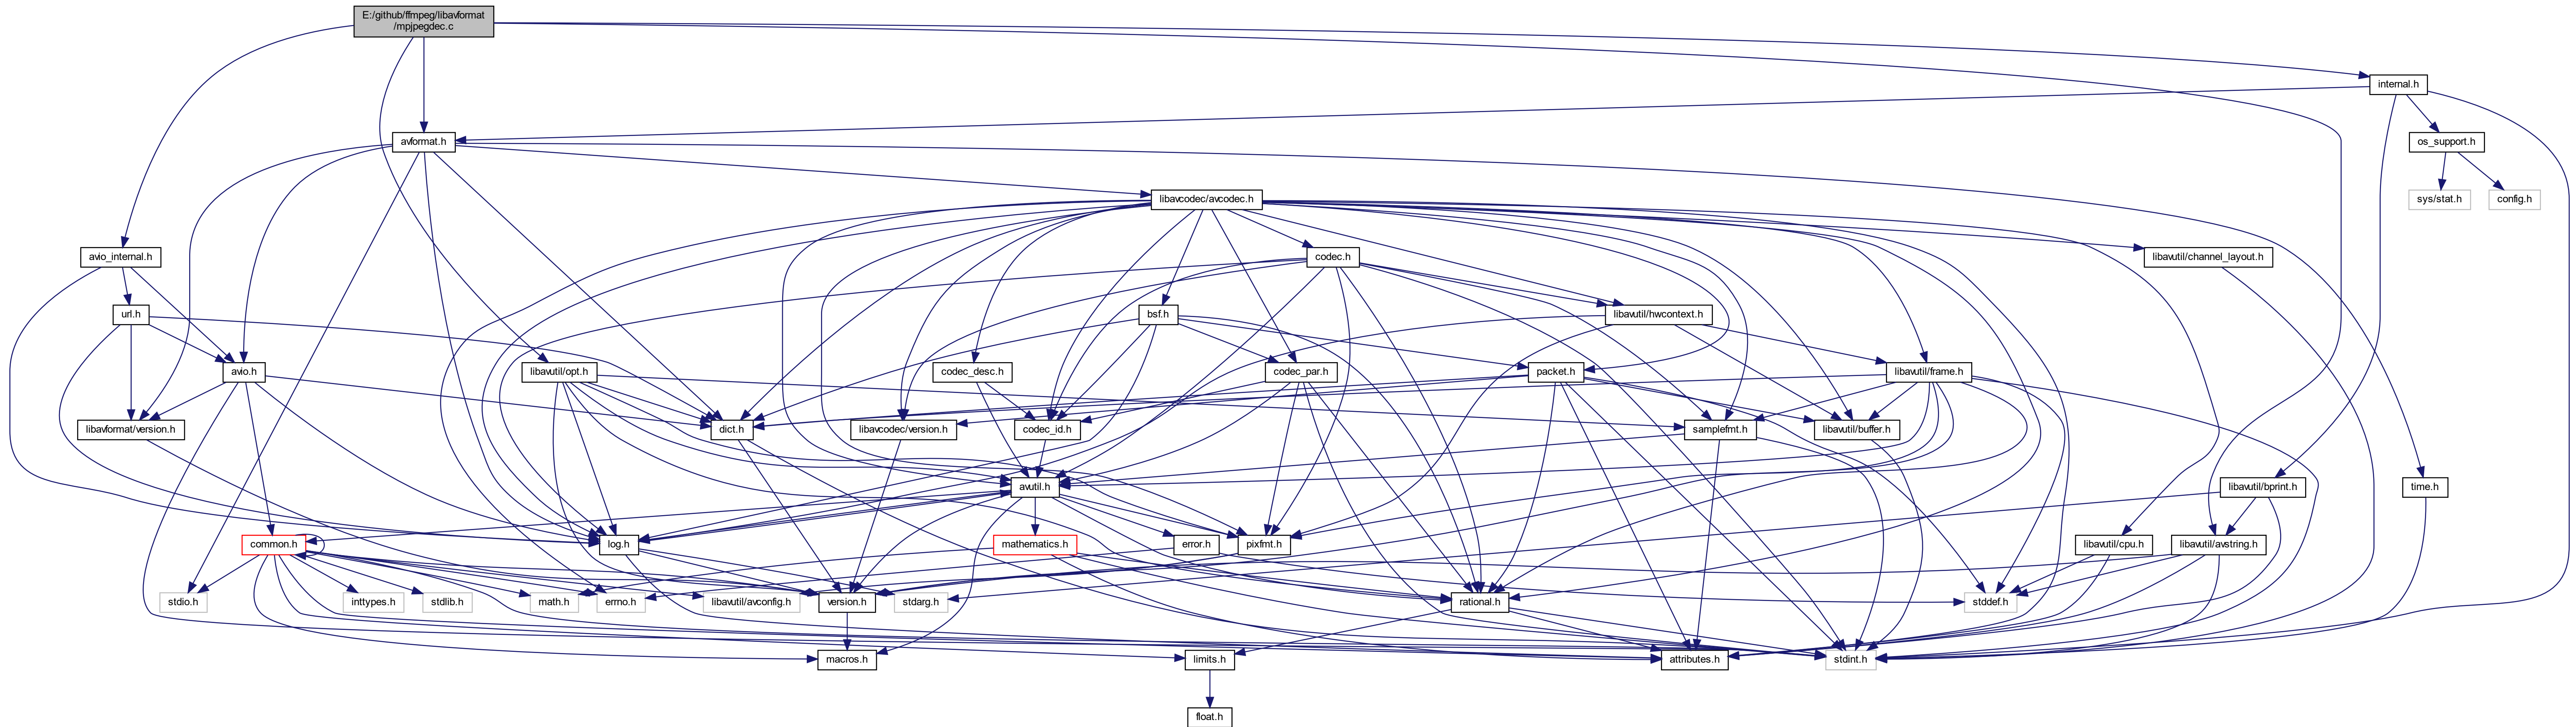 E:/github/ffmpeg/libavformat
/mpjpegdec.c
internal.h
avformat.h
os_support.h
libavcodec/avcodec.h
sys/stat.h
config.h
avio_internal.h
codec.h
libavutil/channel_layout.h
url.h
bsf.h
libavutil/hwcontext.h
avio.h
libavutil/opt.h
codec_desc.h
codec_par.h
packet.h
libavutil/frame.h
libavformat/version.h
dict.h
libavcodec/version.h
codec_id.h
samplefmt.h
libavutil/buffer.h
avutil.h
libavutil/bprint.h
time.h
common.h
log.h
mathematics.h
error.h
pixfmt.h
libavutil/cpu.h
libavutil/avstring.h
stdio.h
inttypes.h
stdlib.h
math.h
errno.h
libavutil/avconfig.h
version.h
stdarg.h
rational.h
stddef.h
macros.h
limits.h
attributes.h
stdint.h
float.h